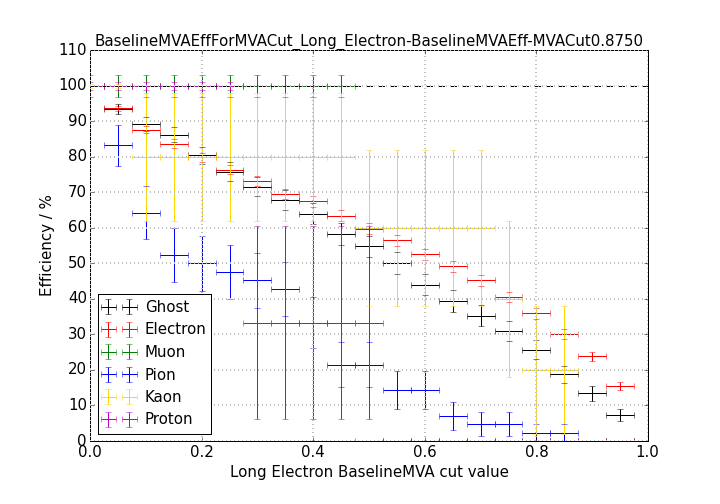 BaselineMVAEffForMVACut_Long_Electron-BaselineMVAEff-MVACut0.8750
110
100
90
80
70
60
50
40
30
20
10
0
Efficiency / %
Ghost
Electron
Muon
Pion
Kaon
Proton
0.0 0.2 0.4 0.6 0.8 1.0
Long Electron BaselineMVA cut value